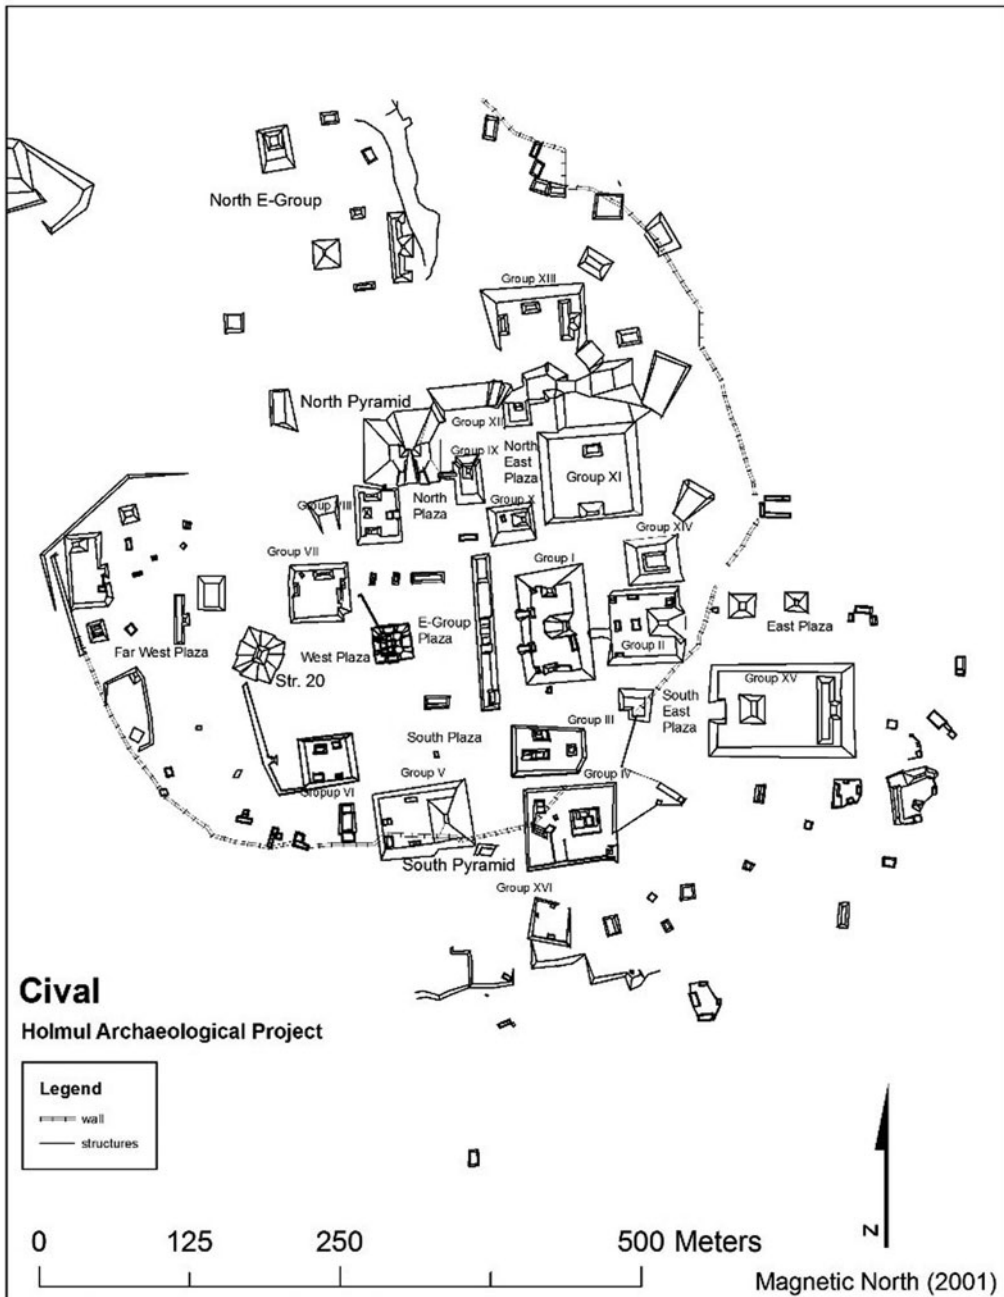 North E-Group
Group XIII
North Pyramid
Group XII
Group IX
North
East
Plaza
Group XI
Group VIII
North
Plaza
Group X
Group XIV
Group VII
Group I
E-Group
Plaza
East Plaza
Far West Plaza
West Plaza
Group II
Str. 20
Group XV
South
East
Plaza
Group III
South Plaza
Group V
Group IV
Gropup VI
South Pyramid
Group XVI
Cival
Holmul Archaeological Project
Legend
wall
structures
N
0 125 250 500 Meters
Magnetic North (2001)